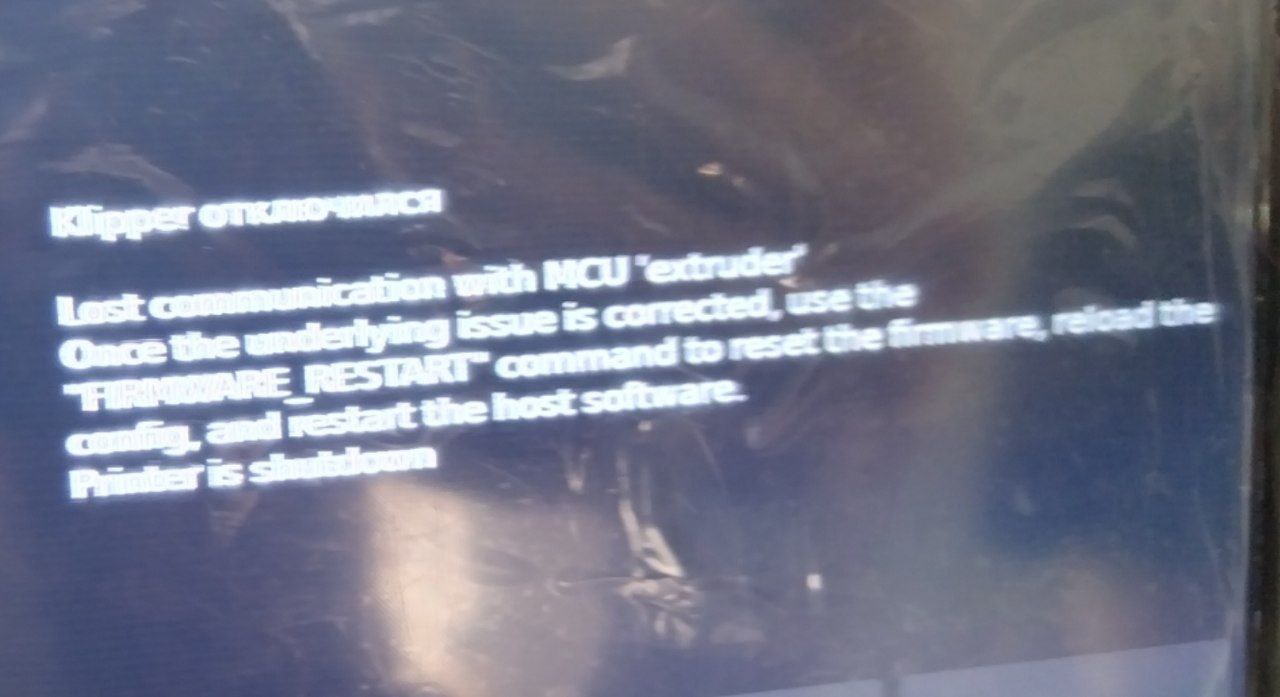 Klipper отключился
Lost communication with MCU 'extruder'
Once the underlying issue is corrected, use the
"FIRMWARE_RESTART" command to reset the firmware, reload the
config, and restart the host software.
Printer is shutdown